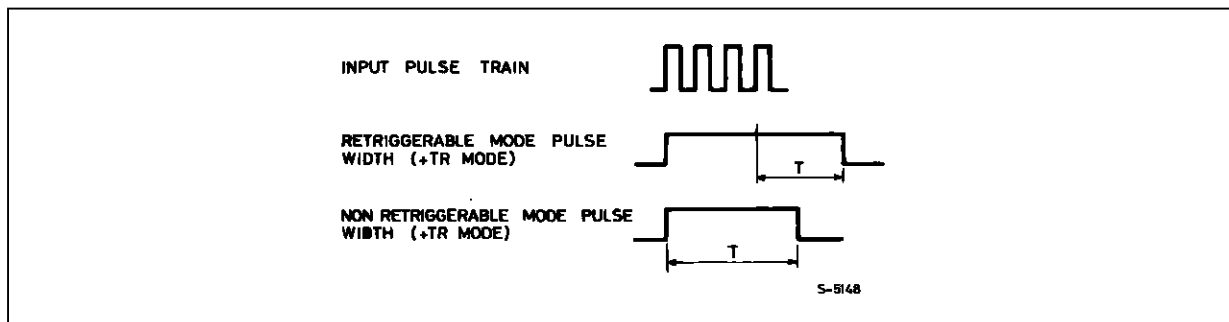 INPUT PULSE TRAIN
RETRIGGERABLE MODE PULSE
WIDTH (+TR MODE)
T
NON RETRIGGERABLE MODE PULSE
WIDTH (+TR MODE)
T
S-5148